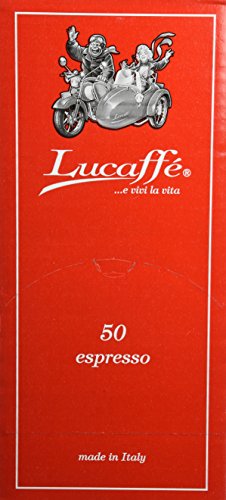 Lucaffé®
...e vivi la vita
50
espresso
made in Italy